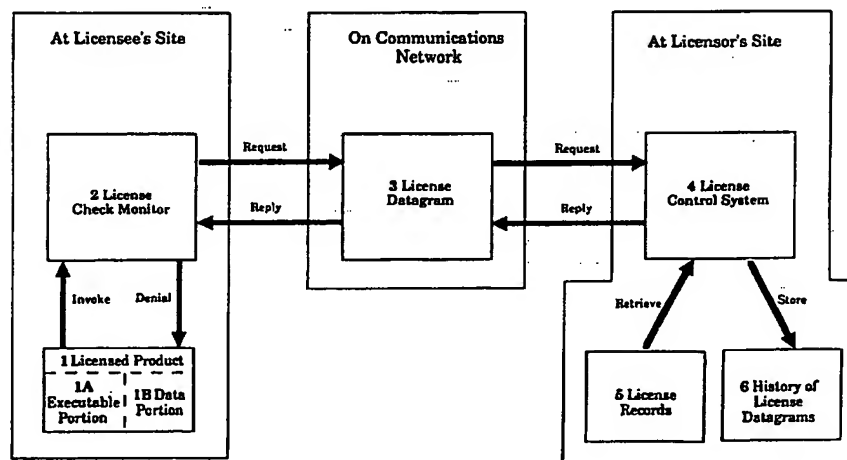 At Licensee's Site
On Communications
Network
At Licensor's Site
Request
Request
2 License
Check Monitor
3 License
Datagram
4 License
Control System
Reply
Reply
Invoke
Denial
Retrieve
Store
1 Licensed Product
1A
Executable
Portion
1B Data
Portion
5 License
Records
6 History of
License
Datagrams